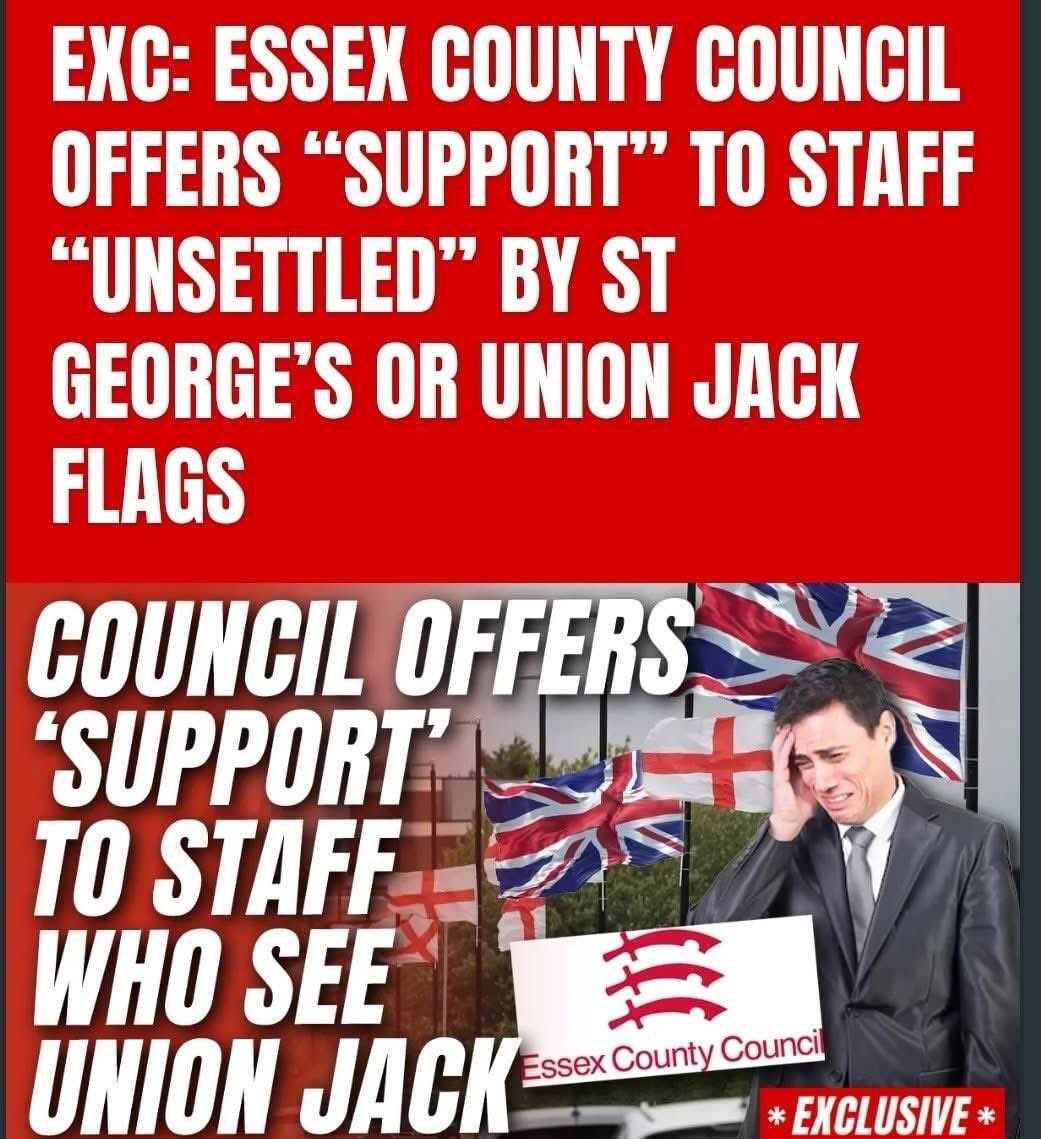 EXC: ESSEX COUNTY COUNCIL
OFFERS “SUPPORT” TO STAFF
“UNSETTLED” BY ST
GEORGE’S OR UNION JACK
FLAGS
COUNCIL OFFERS
‘SUPPORT’
TO STAFF
WHO SEE
UNION JACK
Essex County Council
* EXCLUSIVE *